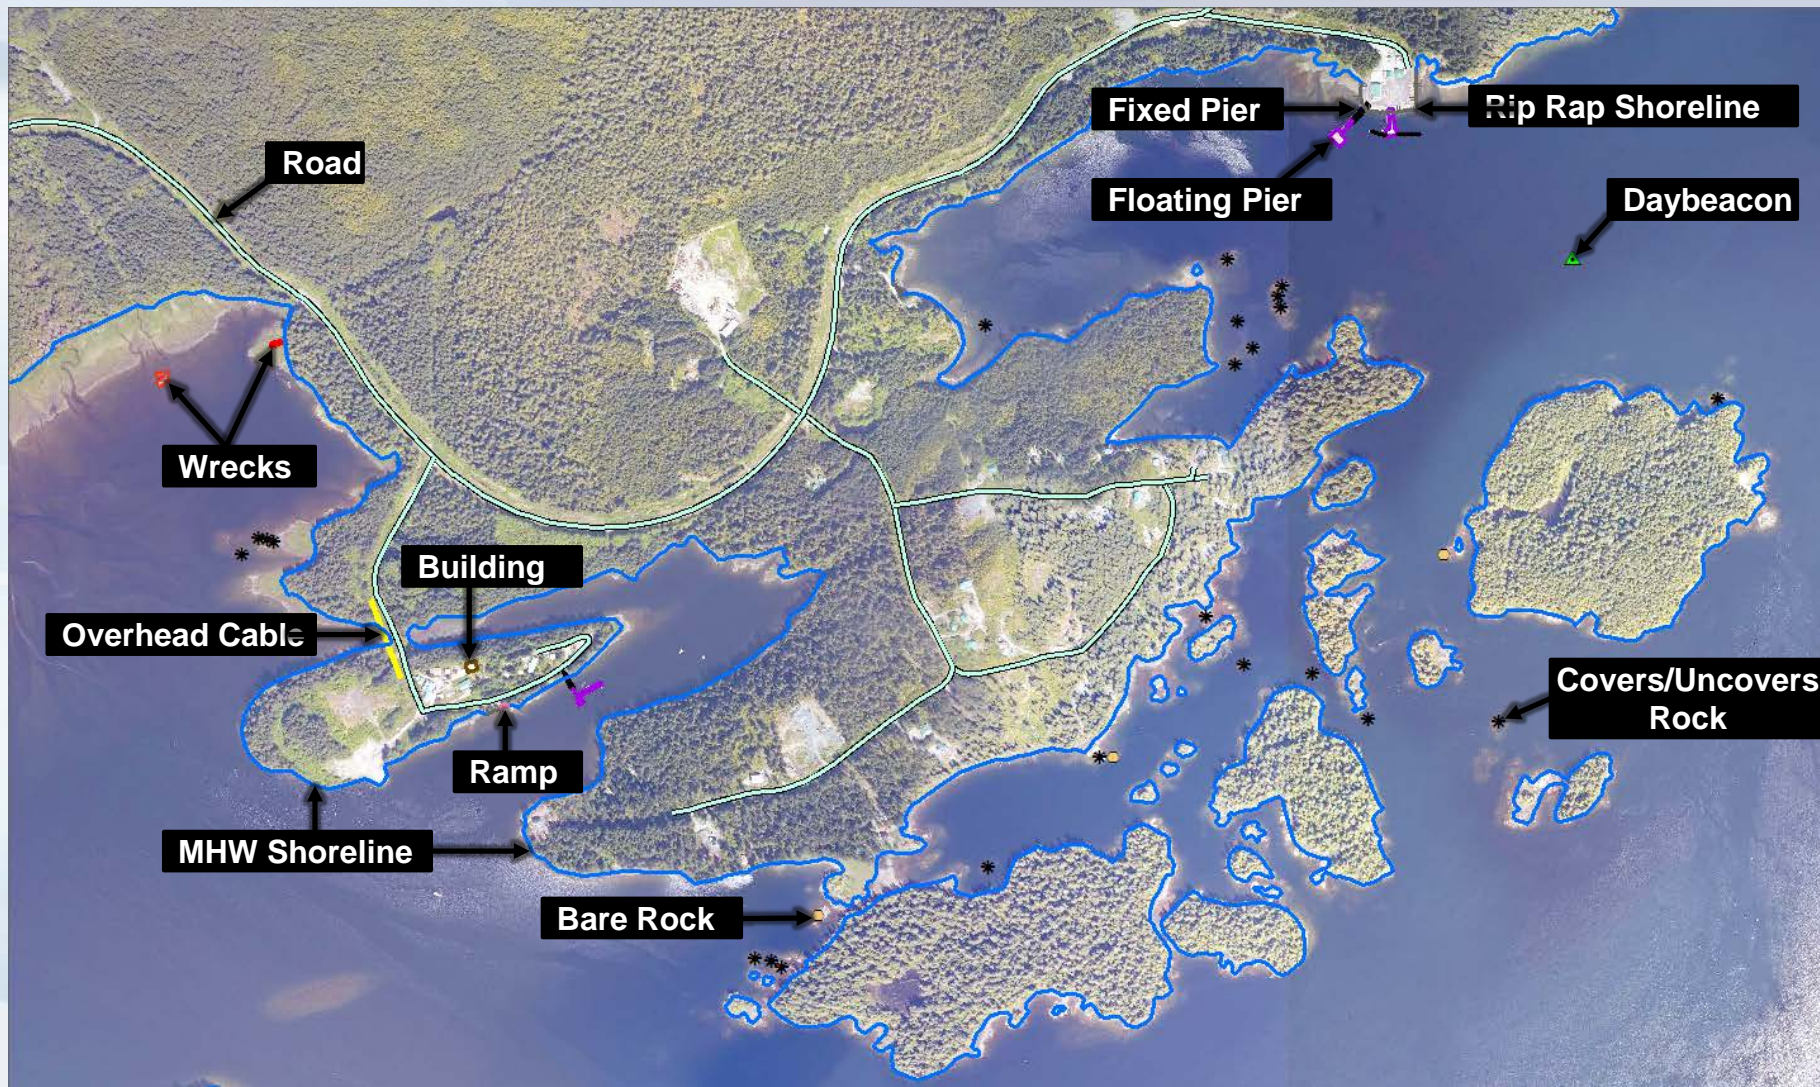 Fixed Pier
Rip Rap Shoreline
Road
Floating Pier
Daybeacon
Wrecks
Building
Overhead Cable
Covers/Uncovers
Rock
Ramp
MHW Shoreline
Bare Rock